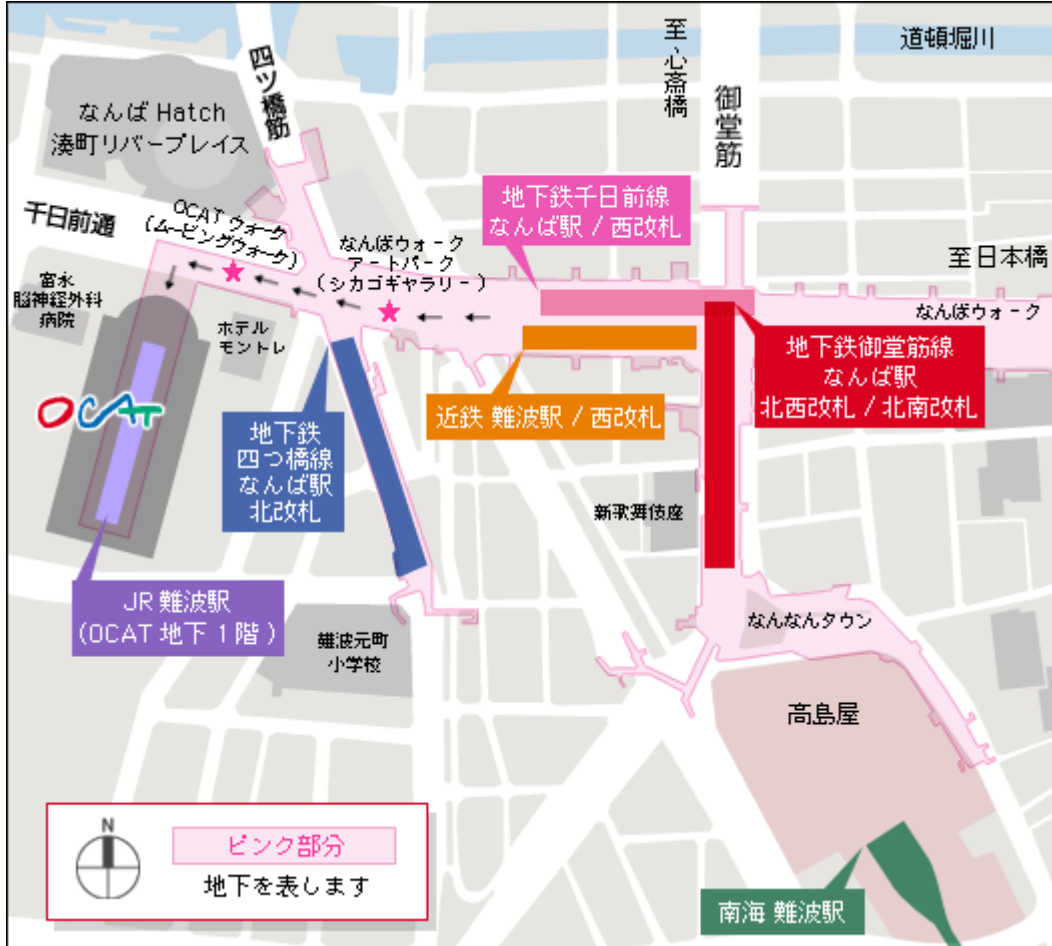 道頓堀川
至心斎橋
御堂筋
四ツ橋筋
なんば Hatch
湊町リバープレイス
地下鉄千日前線
なんば駅 / 西改札
千日前通
OCAT ウォーク
(ムービングウォーク)
なんばウォーク
アートパーク
(シカゴギャラリー)
至日本橋
なんばウォーク
富永
脳神経外科
病院
ホテル
モントレ
地下鉄御堂筋線
なんば駅
北西改札 / 北南改札
OCAT
近鉄 難波駅 / 西改札
地下鉄
四つ橋線
なんば駅
北改札
新歌舞伎座
JR 難波駅
(OCAT 地下 1 階 )
難波元町
小学校
なんなんタウン
高島屋
N
ピンク部分
地下を表します
南海 難波駅